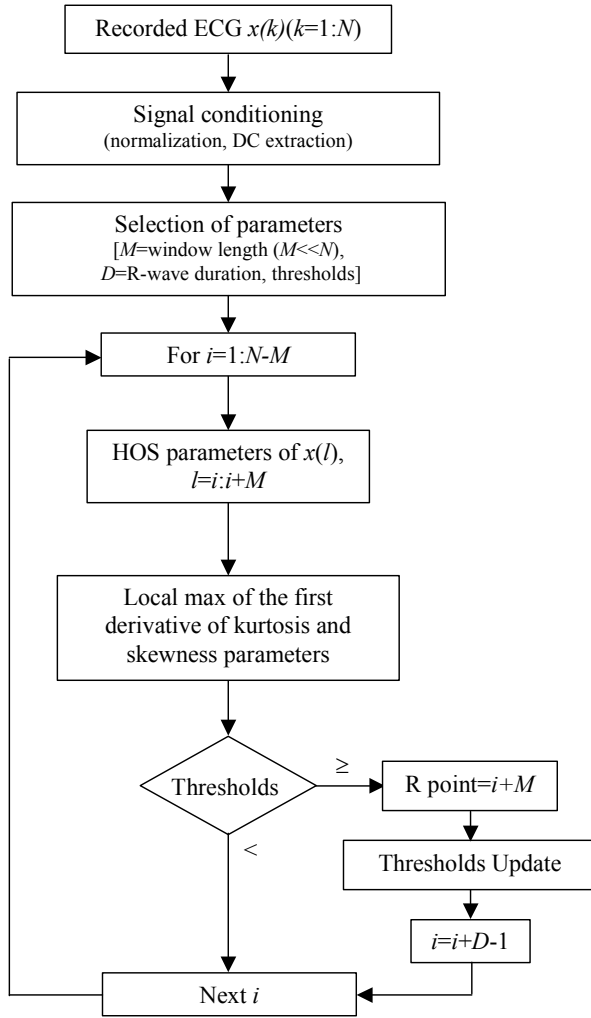 Recorded ECG x(k)(k=1:N)
Signal conditioning
(normalization, DC extraction)
Selection of parameters
[M=window length (M<<N),
D=R-wave duration, thresholds]
For i=1:N-M
HOS parameters of x(l),
l=i:i+M
Local max of the first
derivative of kurtosis and
skewness parameters
Thresholds
≥
R point=i+M
<
Thresholds Update
i=i+D-1
Next i